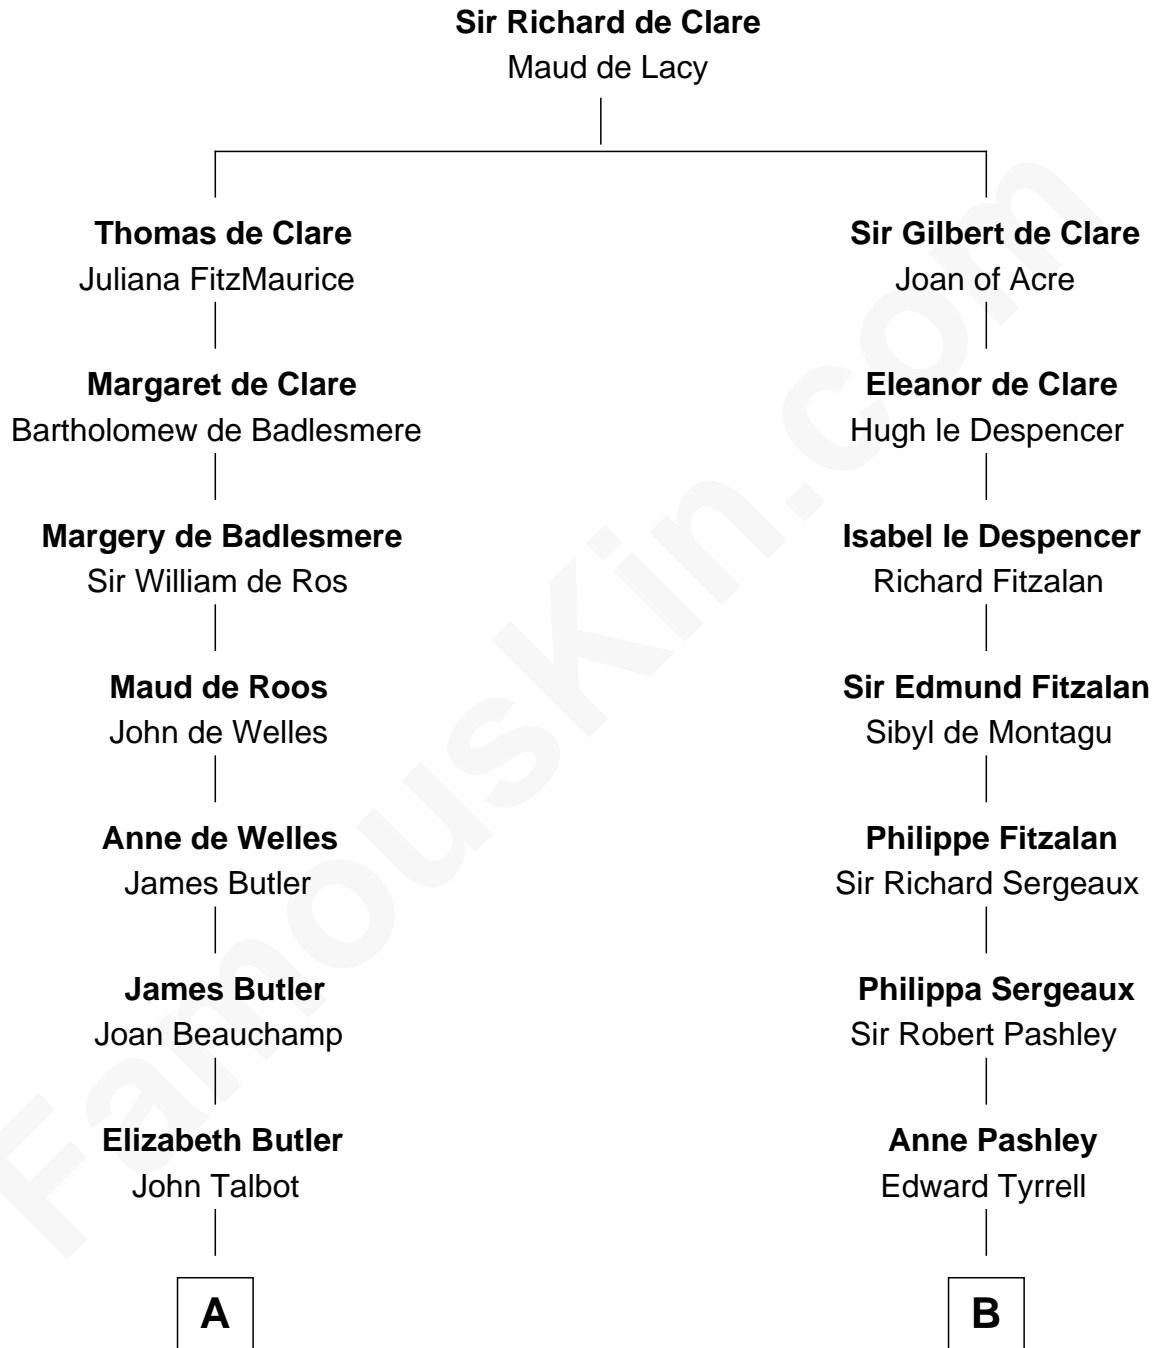 Sir Richard de Clare
Maud de Lacy
Thomas de Clare
Juliana FitzMaurice
Sir Gilbert de Clare
Joan of Acre
Margaret de Clare
Bartholomew de Badlesmere
Eleanor de Clare
Hugh le Despencer
Margery de Badlesmere
Sir William de Ros
Isabel le Despencer
Richard Fitzalan
Maud de Roos
John de Welles
Sir Edmund Fitzalan
Sibyl de Montagu
Anne de Welles
James Butler
Philippe Fitzalan
Sir Richard Sergeaux
James Butler
Joan Beauchamp
Philippa Sergeaux
Sir Robert Pashley
Elizabeth Butler
John Talbot
Anne Pashley
Edward Tyrrell
A
B
FamousKin.com